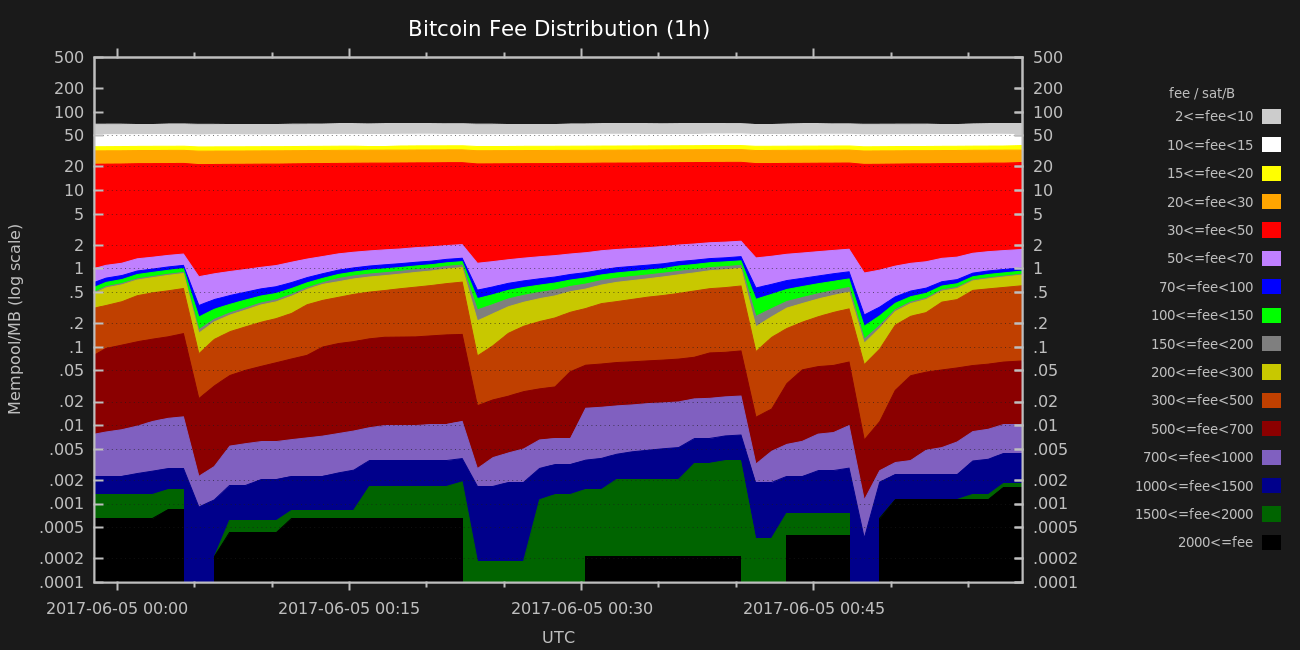 Bitcoin Fee Distribution (1h)
Mempool/MB (log scale)
500
200
100
50
20
10
5
2
1
.5
.2
.1
.05
.02
.01
.005
.002
.001
.0005
.0002
.0001
500
200
100
50
20
10
5
2
1
.5
.2
.1
.05
.02
.01
.005
.002
.001
.0005
.0002
.0001
2017-06-05 00:00
2017-06-05 00:15
2017-06-05 00:30
2017-06-05 00:45
UTC
fee / sat/B
2<=fee<10
10<=fee<15
15<=fee<20
20<=fee<30
30<=fee<50
50<=fee<70
70<=fee<100
100<=fee<150
150<=fee<200
200<=fee<300
300<=fee<500
500<=fee<700
700<=fee<1000
1000<=fee<1500
1500<=fee<2000
2000<=fee